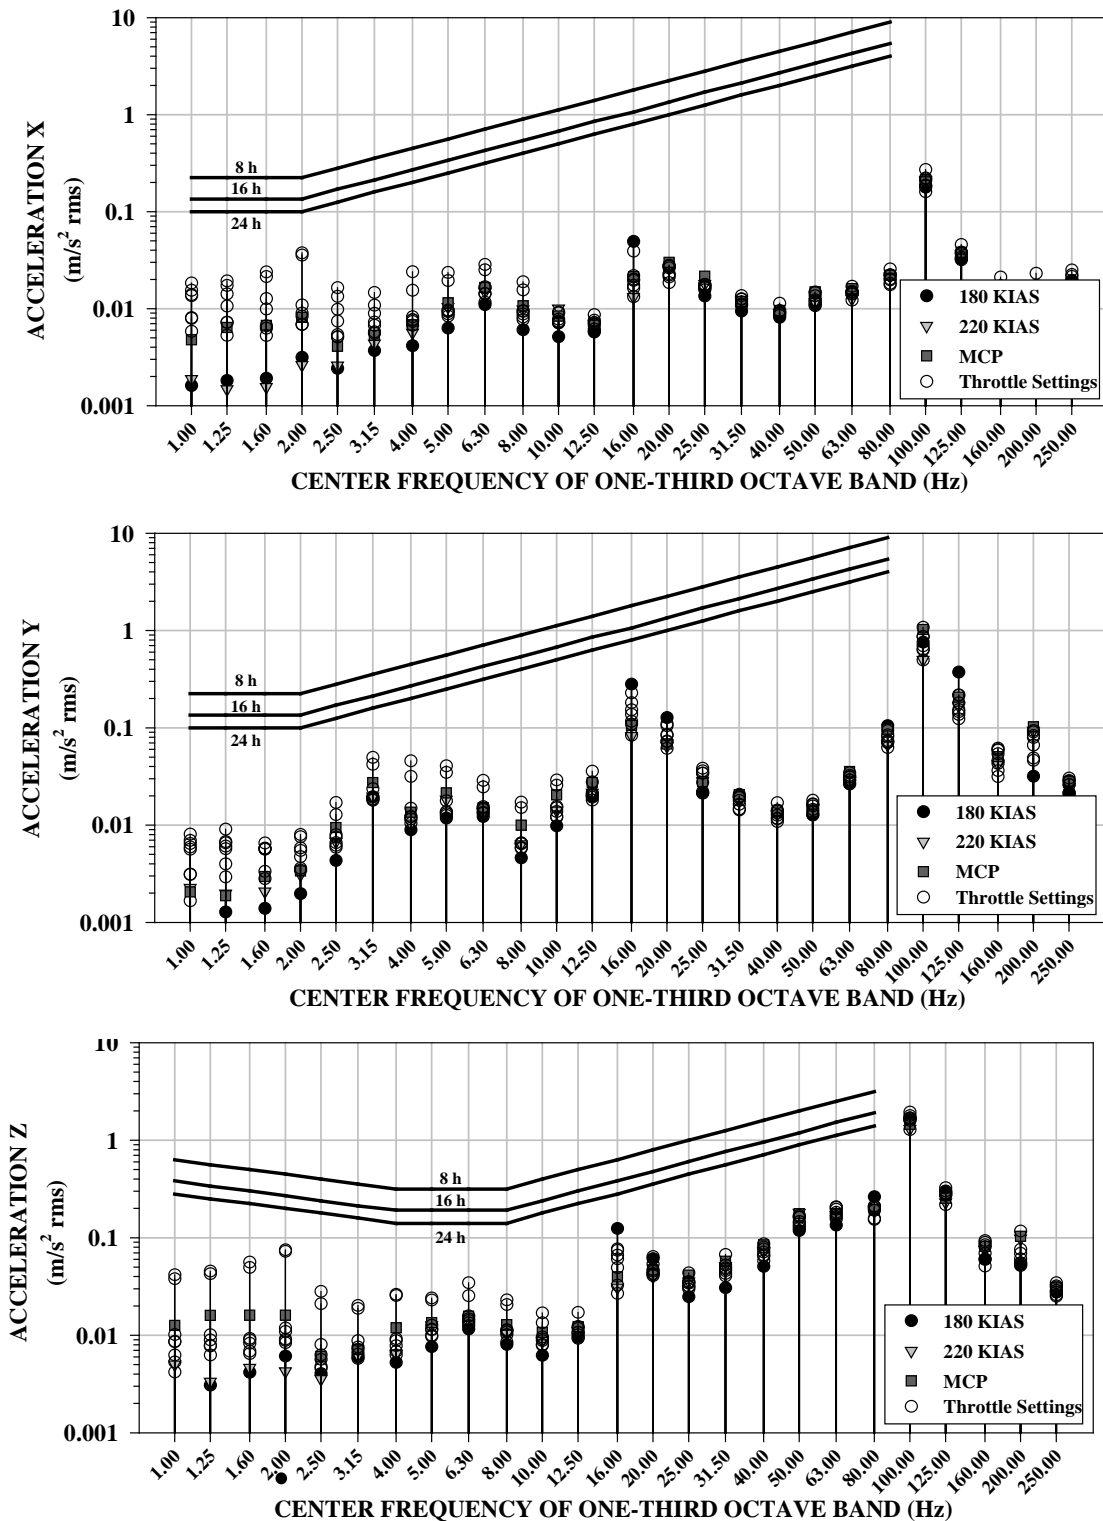 10
1
0.1
0.01
0.001
ACCELERATION X
(m/s² rms)
8 h
16 h
24 h
180 KIAS
220 KIAS
MCP
Throttle Settings
1.00 1.25 1.60 2.00 2.50 3.15 4.00 5.00 6.30 8.00 10.00 12.50 16.00 20.00 25.00 31.50 40.00 50.00 63.00 80.00 100.00 125.00 160.00 200.00 250.00
CENTER FREQUENCY OF ONE-THIRD OCTAVE BAND (Hz)
10
1
0.1
0.01
0.001
ACCELERATION Y
(m/s² rms)
8 h
16 h
24 h
180 KIAS
220 KIAS
MCP
Throttle Settings
1.00 1.25 1.60 2.00 2.50 3.15 4.00 5.00 6.30 8.00 10.00 12.50 16.00 20.00 25.00 31.50 40.00 50.00 63.00 80.00 100.00 125.00 160.00 200.00 250.00
CENTER FREQUENCY OF ONE-THIRD OCTAVE BAND (Hz)
10
1
0.1
0.01
0.001
ACCELERATION Z
(m/s² rms)
8 h
16 h
24 h
180 KIAS
220 KIAS
MCP
Throttle Settings
1.00 1.25 1.60 2.00 2.50 3.15 4.00 5.00 6.30 8.00 10.00 12.50 16.00 20.00 25.00 31.50 40.00 50.00 63.00 80.00 100.00 125.00 160.00 200.00 250.00
CENTER FREQUENCY OF ONE-THIRD OCTAVE BAND (Hz)